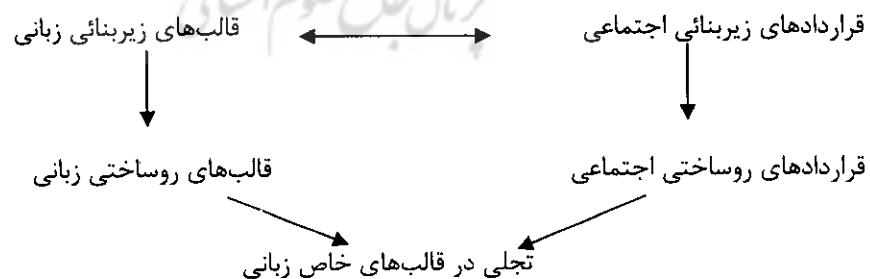 قراردادهای زیربنائی اجتماعی قالب‌های زیربنائی زبانی
قراردادهای روساختی اجتماعی قالب‌های روساختی زبانی
تجلی در قالب‌های خاص زبانی